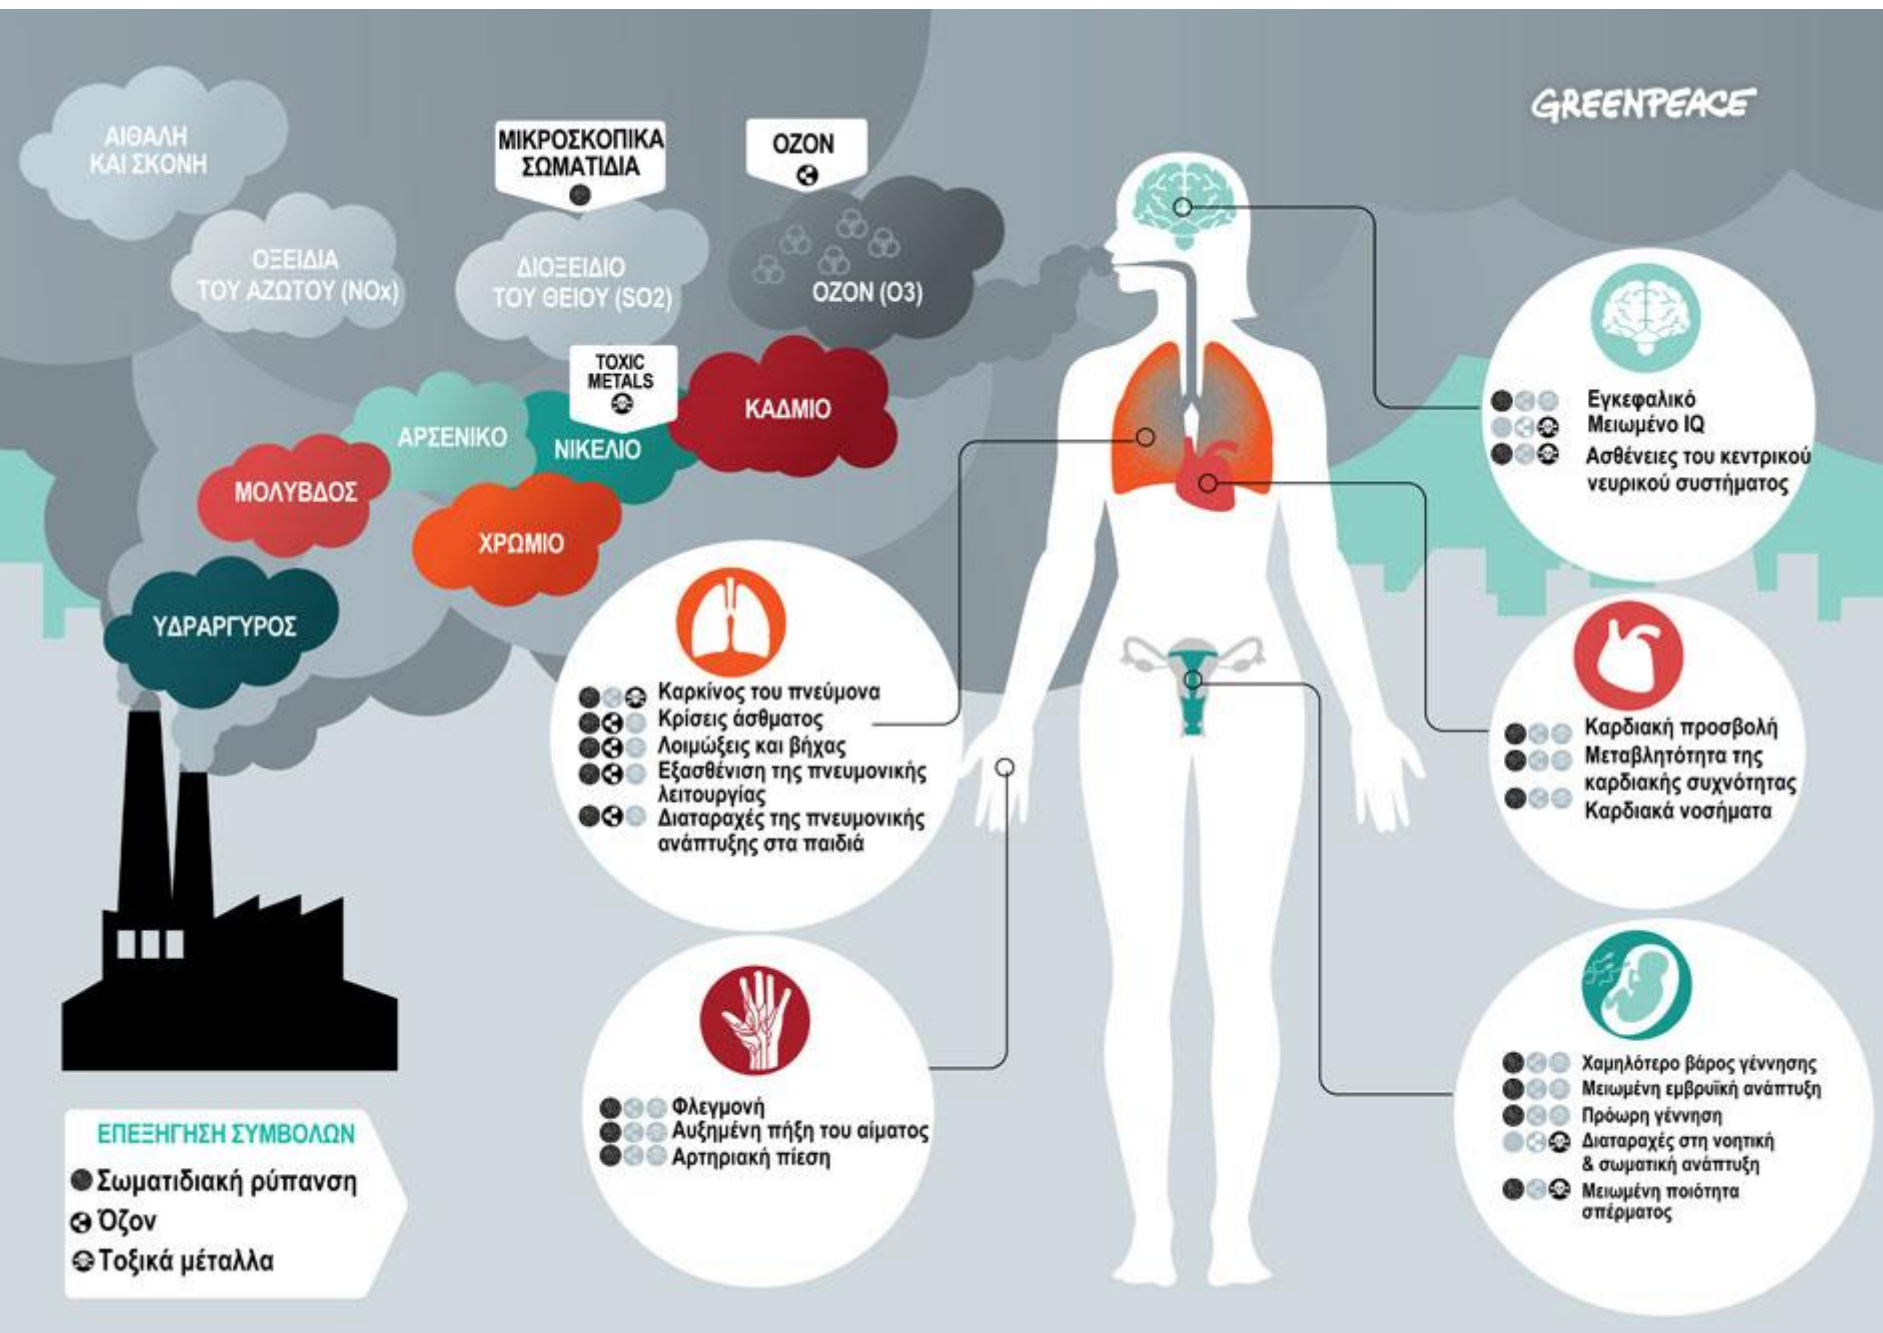 GREENPEACE
ΑΙΘΑΛΗ
ΚΑΙ ΣΚΟΝΗ
ΜΙΚΡΟΣΚΟΠΙΚΑ
ΣΩΜΑΤΙΔΙΑ
ΟΖΟΝ
ΟΞΕΙΔΙΑ
ΤΟΥ ΑΖΩΤΟΥ (NOx)
ΔΙΟΞΕΙΔΙΟ
ΤΟΥ ΘΕΙΟΥ (SO2)
ΟΖΟΝ (O3)
TOXIC
METALS
ΚΑΔΜΙΟ
ΑΡΣΕΝΙΚΟ
ΝΙΚΕΛΙΟ
ΜΟΛΥΒΔΟΣ
ΧΡΩΜΙΟ
ΥΔΡΑΡΓΥΡΟΣ
Εγκεφαλικό
Μειωμένο IQ
Ασθένειες του κεντρικού
νευρικού συστήματος
Καρκίνος του πνεύμονα
Κρίσεις άσθματος
Λοιμώξεις και βήχας
Εξασθένιση της πνευμονικής
λειτουργίας
Διαταραχές της πνευμονικής
ανάπτυξης στα παιδιά
Καρδιακή προσβολή
Μεταβλητότητα της
καρδιακής συχνότητας
Καρδιακά νοσήματα
Φλεγμονή
Αυξημένη πήξη του αίματος
Αρτηριακή πίεση
Χαμηλότερο βάρος γέννησης
Μειωμένη εμβρυϊκή ανάπτυξη
Πρόωρη γέννηση
Διαταραχές στη νοητική
& σωματική ανάπτυξη
Μειωμένη ποιότητα
σπέρματος
ΕΠΕΞΗΓΗΣΗ ΣΥΜΒΟΛΩΝ
Σωματιδιακή ρύπανση
Όζον
Τοξικά μέταλλα